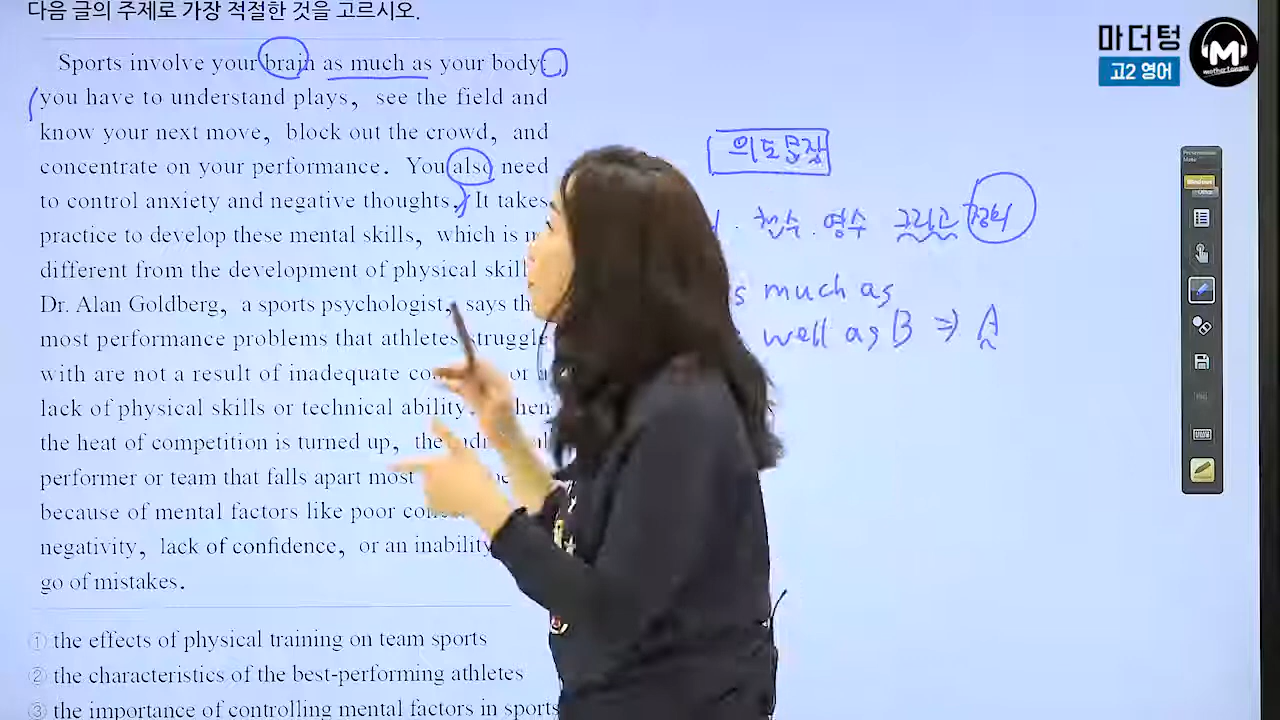 다음 글의 주제로 가장 적절한 것을 고르시오.
Sports involve your brain as much as your body:
you have to understand plays, see the field and
know your next move, block out the crowd, and
concentrate on your performance. You also need
to control anxiety and negative thoughts. It takes
practice to develop these mental skills, which is
different from the development of physical
Dr. Alan Goldberg, a sports psychologist, says
most performance problems that athletes struggle
with are not a result of inadequate or
lack of physical skills or technical ability.
the heat of competition is turned up, the
performer or team that falls apart most
because of mental factors like poor
negativity, lack of confidence, or an inability
go of mistakes.
① the effects of physical training on team sports
② the characteristics of the best-performing athletes
③ the importance of controlling mental factors in sports
마더텅
고2 영어
M
mothertongue
의도문장
영수 그리고
much as
well as B ⇒ A